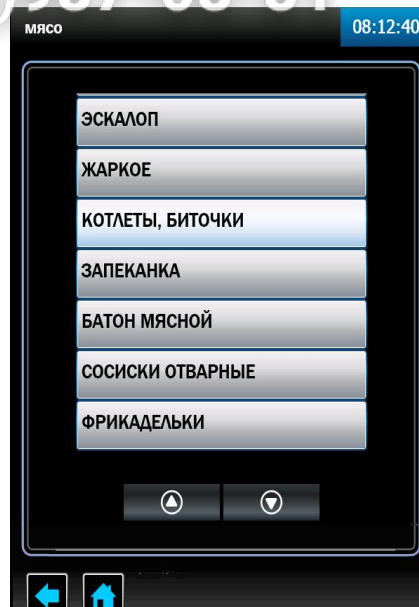 мясо
08:12:40
ЭСКАЛОП
ЖАРКОЕ
КОТЛЕТЫ, БИТОЧКИ
ЗАПЕКАНКА
БАТОН МЯСНОЙ
СОСИСКИ ОТВАРНЫЕ
ФРИКАДЕЛЬКИ